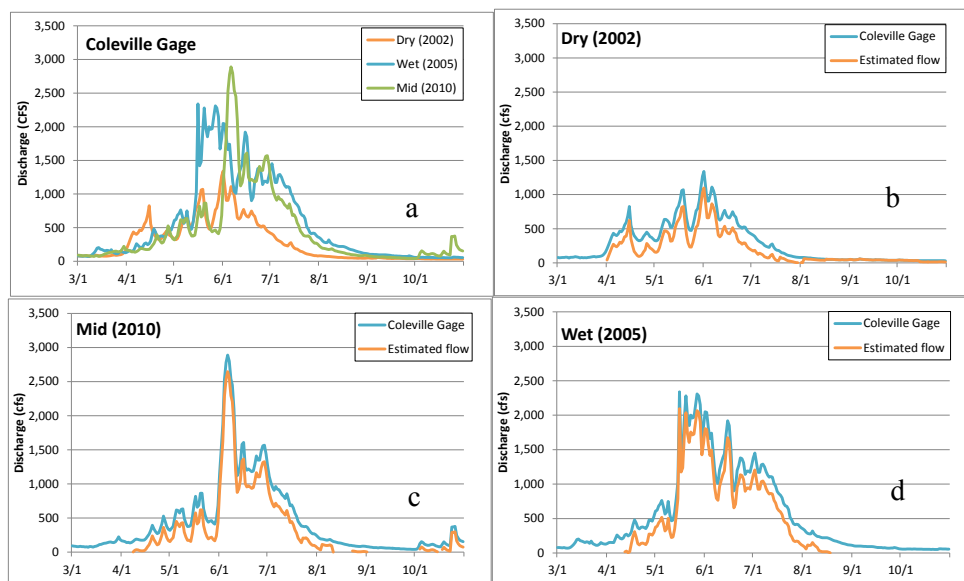 Coleville Gage
Dry (2002)
Wet (2005)
Mid (2010)
Discharge (CFS)
3,500
3,000
2,500
2,000
1,500
1,000
500
0
3/1 4/1 5/1 6/1 7/1 8/1 9/1 10/1
a
Dry (2002)
Coleville Gage
Estimated flow
Discharge (cfs)
3,500
3,000
2,500
2,000
1,500
1,000
500
0
3/1 4/1 5/1 6/1 7/1 8/1 9/1 10/1
b
Mid (2010)
Coleville Gage
Estimated flow
Discharge (cfs)
3,500
3,000
2,500
2,000
1,500
1,000
500
0
3/1 4/1 5/1 6/1 7/1 8/1 9/1 10/1
c
Wet (2005)
Coleville Gage
Estimated flow
Discharge (cfs)
3,500
3,000
2,500
2,000
1,500
1,000
500
0
3/1 4/1 5/1 6/1 7/1 8/1 9/1 10/1
d